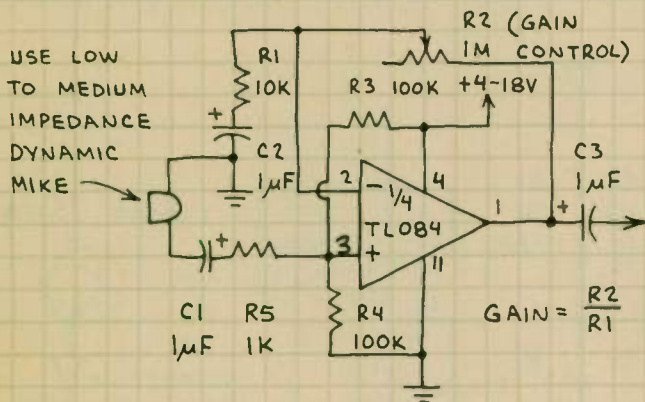 R2 (GAIN
1M CONTROL)
USE LOW
TO MEDIUM
IMPEDANCE
DYNAMIC
MIKE
R1
10K
R3 100K
+4-18V
+
C2
1µF
2
-
1/4
TL084
3
+
4
1
11
C3
+ 1µF
+
C1
1µF
R5
1K
R4
100K
GAIN = R2
R1